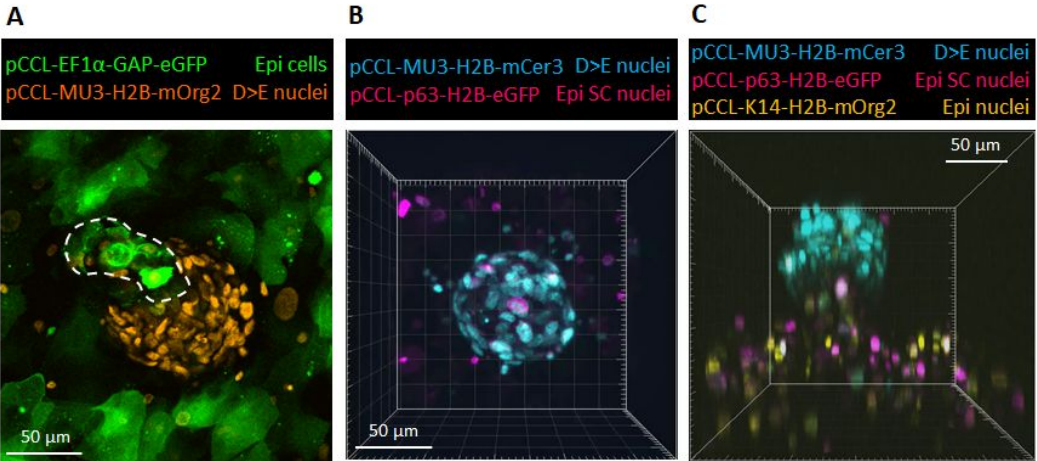 A
pCCL-EF1α-GAP-eGFP Epi cells
pCCL-MU3-H2B-mOrg2 D>E nuclei
50 µm
B
pCCL-MU3-H2B-mCer3 D>E nuclei
pCCL-p63-H2B-eGFP Epi SC nuclei
50 µm
C
pCCL-MU3-H2B-mCer3 D>E nuclei
pCCL-p63-H2B-eGFP Epi SC nuclei
pCCL-K14-H2B-mOrg2 Epi nuclei
50 µm